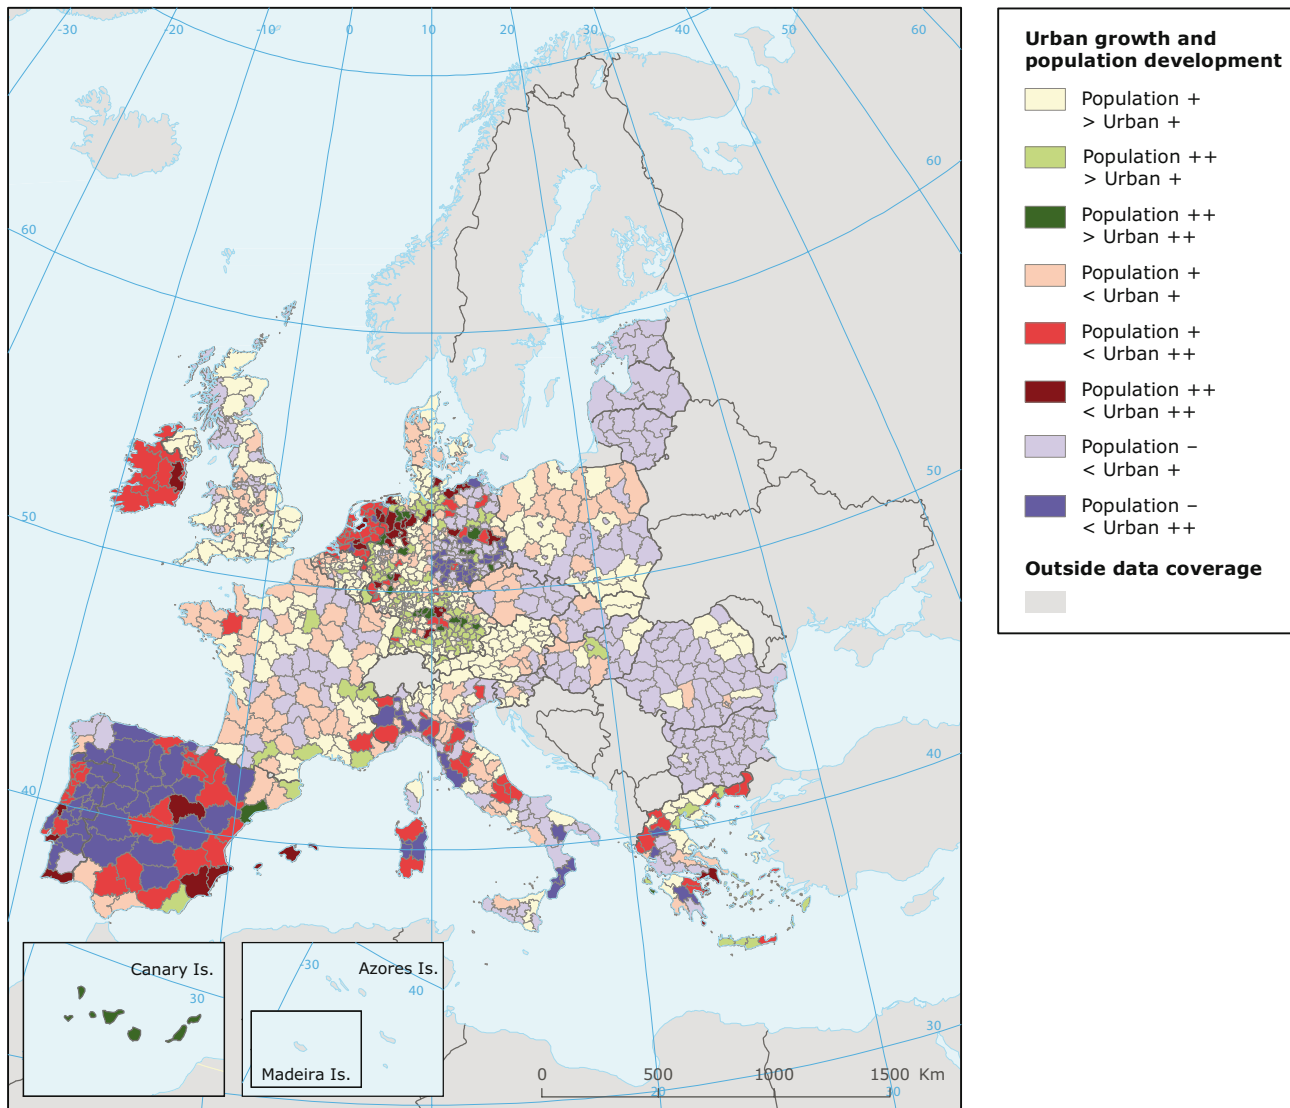 -30
-20
-10
0
10
20
30
40
50
60
60
50
40
30
60
50
40
Canary Is.
30
-30
Azores Is.
40
Madeira Is.
0
500
1000
1500 Km
20
30
Urban growth and
population development
Population +
> Urban +
Population ++
> Urban +
Population ++
> Urban ++
Population +
< Urban +
Population +
< Urban ++
Population ++
< Urban ++
Population –
< Urban +
Population –
< Urban ++
Outside data coverage